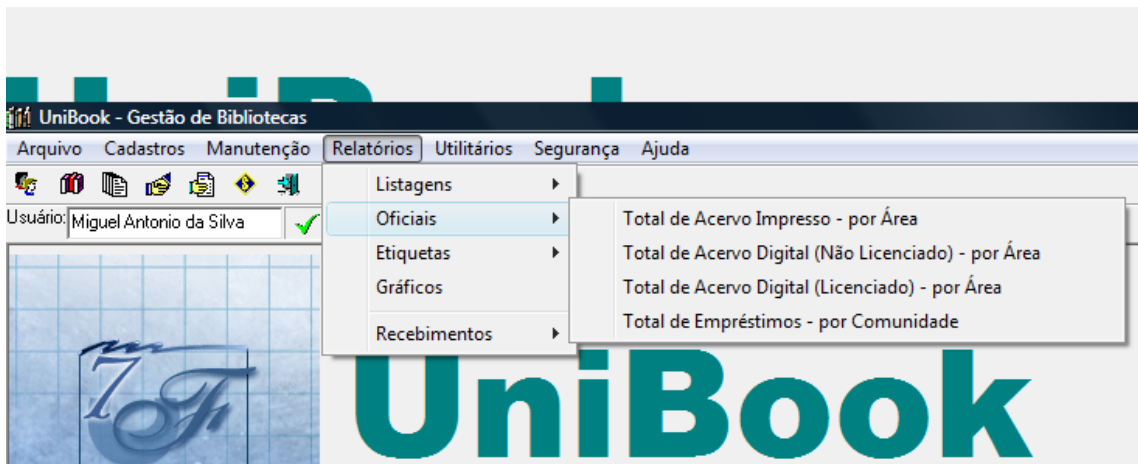 UniBook - Gestão de Bibliotecas
Arquivo Cadastros Manutenção Relatórios Utilitários Segurança Ajuda
Usuário: Miguel Antonio da Silva
Listagens
Oficiais
Etiquetas
Gráficos
Recebimentos
Total de Acervo Impresso - por Área
Total de Acervo Digital (Não Licenciado) - por Área
Total de Acervo Digital (Licenciado) - por Área
Total de Empréstimos - por Comunidade
UniBook